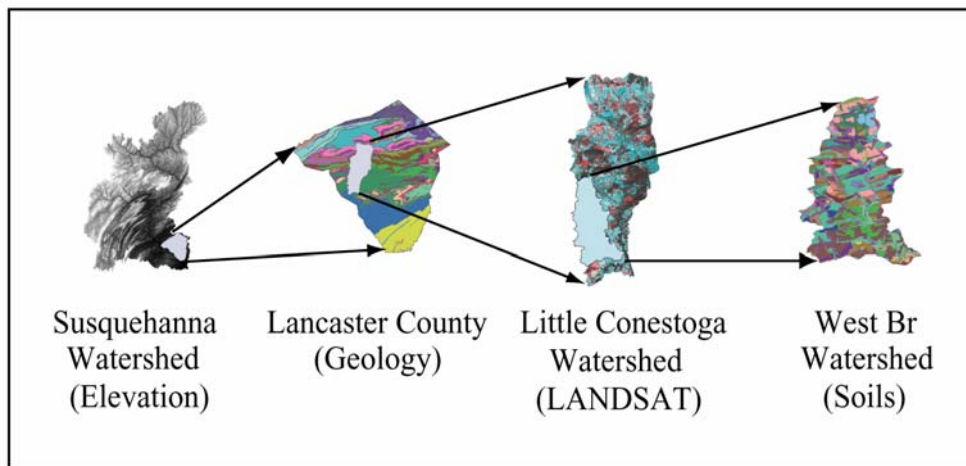 Susquehanna
Watershed
(Elevation)
Lancaster County
(Geology)
Little Conestoga
Watershed
(LANDSAT)
West Br
Watershed
(Soils)